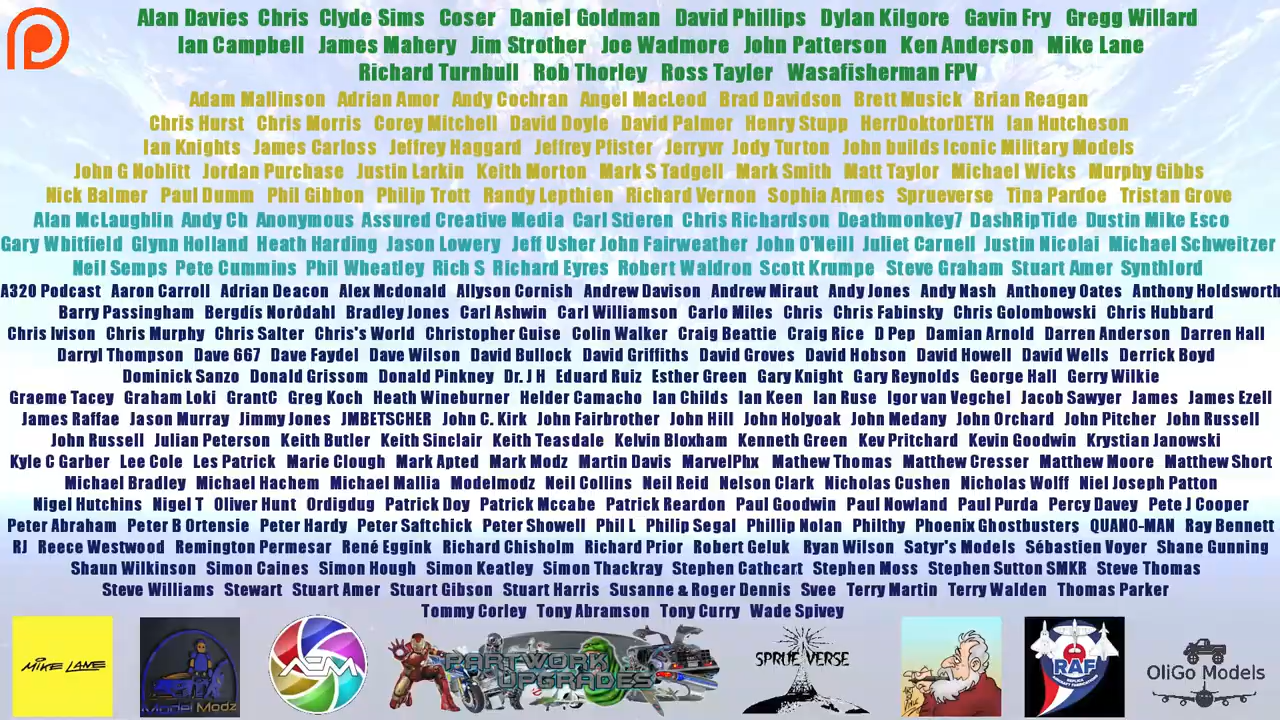 Alan Davies Chris Clyde Sims Coser Daniel Goldman David Phillips Dylan Kilgore Gavin Fry Gregg Willard
Ian Campbell James Mahery Jim Strother Joe Wadmore John Patterson Ken Anderson Mike Lane
Richard Turnbull Rob Thorley Ross Tayler Wasafisherman FPV
Adam Mallinson Adrian Amor Andy Cochran Angel MacLeod Brad Davidson Brett Musick Brian Reagan
Chris Hurst Chris Morris Corey Mitchell David Doyle David Palmer Henry Stupp HerrDoktorDETH Ian Hutcheson
Ian Knights James Carloss Jeffrey Haggard Jeffrey Pfister Jerryvr Jody Turton John builds Iconic Military Models
John G Noblitt Jordan Purchase Justin Larkin Keith Morton Mark S Tadgell Mark Smith Matt Taylor Michael Wicks Murphy Gibbs
Nick Balmer Paul Dumm Phil Gibbon Philip Trott Randy Lepthien Richard Vernon Sophia Armes Sprueverse Tina Pardoe Tristan Grove
Alan McLaughlin Andy Ch Anonymous Assured Creative Media Carl Stieren Chris Richardson Deathmonkey7 DashRipTide Dustin Mike Esco
Gary Whitfield Glynn Holland Heath Harding Jason Lowery Jeff Usher John Fairweather John O'Neill Juliet Carnell Justin Nicolai Michael Schweitzer
Neil Semps Pete Cummins Phil Wheatley Rich S Richard Eyres Robert Waldron Scott Krumpe Steve Graham Stuart Amer Synthlord
A320 Podcast Aaron Carroll Adrian Deacon Alex Mcdonald Allyson Cornish Andrew Davison Andrew Miraut Andy Jones Andy Nash Anthoney Oates Anthony Holdsworth
Barry Passingham Bergdís Norðdahl Bradley Jones Carl Ashwin Carl Williamson Carlo Miles Chris Chris Fabinsky Chris Golombowski Chris Hubbard
Chris Ivison Chris Murphy Chris Salter Chris's World Christopher Guise Colin Walker Craig Beattie Craig Rice D Pep Damian Arnold Darren Anderson Darren Hall
Darryl Thompson Dave 667 Dave Faydel Dave Wilson David Bullock David Griffiths David Groves David Hobson David Howell David Wells Derrick Boyd
Dominick Sanzo Donald Grissom Donald Pinkney Dr. J H Eduard Ruiz Esther Green Gary Knight Gary Reynolds George Hall Gerry Wilkie
Graeme Tacey Graham Loki GrantC Greg Koch Heath Wineburner Helder Camacho Ian Childs Ian Keen Ian Ruse Igor van Vegchel Jacob Sawyer James James Ezell
James Raffae Jason Murray Jimmy Jones JMBETSCHER John C. Kirk John Fairbrother John Hill John Holyoak John Medany John Orchard John Pitcher John Russell
John Russell Julian Peterson Keith Butler Keith Sinclair Keith Teasdale Kelvin Bloxham Kenneth Green Kev Pritchard Kevin Goodwin Krystian Janowski
Kyle C Garber Lee Cole Les Patrick Marie Clough Mark Apted Mark Modz Martin Davis MarvelPhx Mathew Thomas Matthew Cresser Matthew Moore Matthew Short
Michael Bradley Michael Hachem Michael Mallia Modelmodz Neil Collins Neil Reid Nelson Clark Nicholas Cushen Nicholas Wolff Niel Joseph Patton
Nigel Hutchins Nigel T Oliver Hunt Ordigdug Patrick Doy Patrick Mccabe Patrick Reardon Paul Goodwin Paul Nowland Paul Purda Percy Davey Pete J Cooper
Peter Abraham Peter B Ortensie Peter Hardy Peter Saftchick Peter Showell Phil L Philip Segal Phillip Nolan Philthy Phoenix Ghostbusters QUANO-MAN Ray Bennett
RJ Reece Westwood Remington Permesar René Eggink Richard Chisholm Richard Prior Robert Geluk Ryan Wilson Satyr's Models Sébastien Voyer Shane Gunning
Shaun Wilkinson Simon Caines Simon Hough Simon Keatley Simon Thackray Stephen Cathcart Stephen Moss Stephen Sutton SMKR Steve Thomas
Steve Williams Stewart Stuart Amer Stuart Gibson Stuart Harris Susanne & Roger Dennis Svee Terry Martin Terry Walden Thomas Parker
Tommy Corley Tony Abramson Tony Curry Wade Spivey
MIKE LANE
Model Modz
ACM
PARTWORK UPGRADES
SPRUE VERSE
RAF
OliGo Models